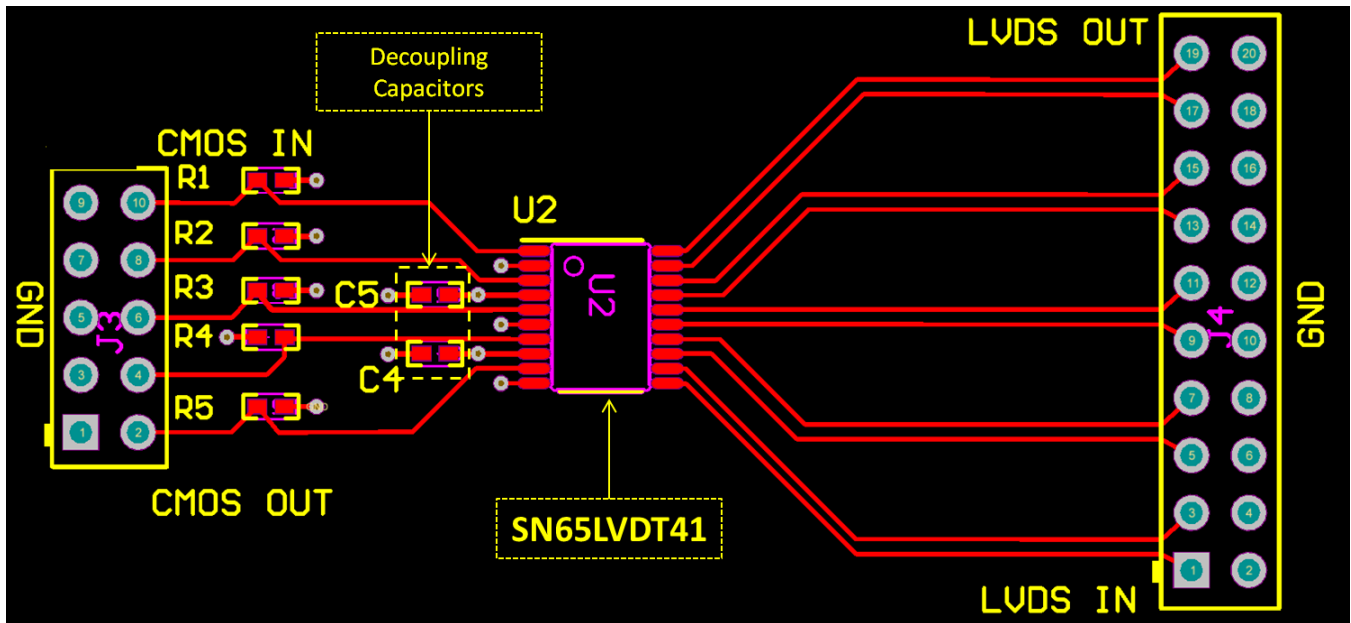 LVDS OUT
Decoupling
Capacitors
CMOS IN
R1
R2
R3
R4
R5
C5
C4
U2
U2
GND
J3
9
10
7
8
5
6
3
4
1
2
CMOS OUT
SN65LVDT41
19
20
17
18
15
16
13
14
11
12
9
10
7
8
5
6
3
4
1
2
J4
GND
LVDS IN